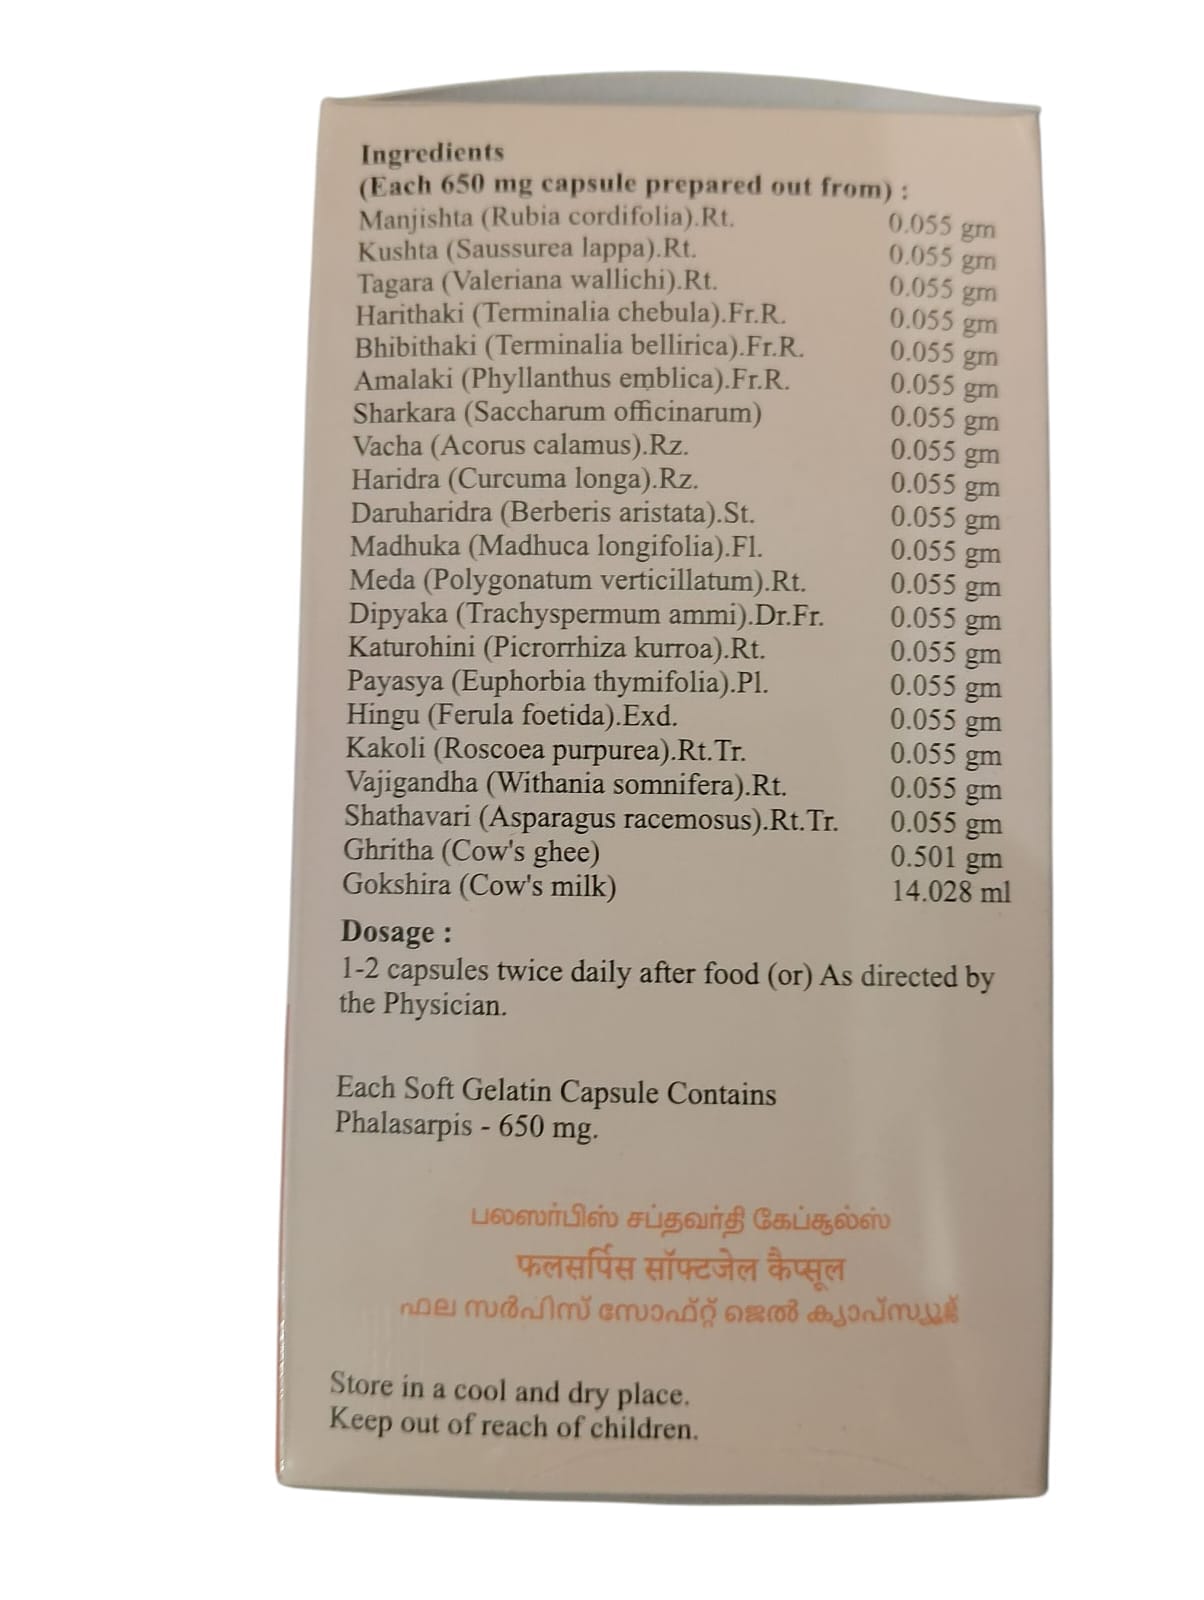 Ingredients
(Each 650 mg capsule prepared out from) :
Manjishta (Rubia cordifolia).Rt. 0.055 gm
Kushta (Saussurea lappa).Rt. 0.055 gm
Tagara (Valeriana wallichi).Rt. 0.055 gm
Harithaki (Terminalia chebula).Fr.R. 0.055 gm
Bhibithaki (Terminalia bellirica).Fr.R. 0.055 gm
Amalaki (Phyllanthus emblica).Fr.R. 0.055 gm
Sharkara (Saccharum officinarum) 0.055 gm
Vacha (Acorus calamus).Rz. 0.055 gm
Haridra (Curcuma longa).Rz. 0.055 gm
Daruharidra (Berberis aristata).St. 0.055 gm
Madhuka (Madhuca longifolia).Fl. 0.055 gm
Meda (Polygonatum verticillatum).Rt. 0.055 gm
Dipyaka (Trachyspermum ammi).Dr.Fr. 0.055 gm
Katurohini (Picrorrhiza kurroa).Rt. 0.055 gm
Payasya (Euphorbia thymifolia).Pl. 0.055 gm
Hingu (Ferula foetida).Exd. 0.055 gm
Kakoli (Roscoea purpurea).Rt.Tr. 0.055 gm
Vajigandha (Withania somnifera).Rt. 0.055 gm
Shathavari (Asparagus racemosus).Rt.Tr. 0.055 gm
Ghritha (Cow's ghee) 0.501 gm
Gokshira (Cow's milk) 14.028 ml
Dosage :
1-2 capsules twice daily after food (or) As directed by
the Physician.
Each Soft Gelatin Capsule Contains
Phalasarpis - 650 mg.
பலஸர்பிஸ் சப்தவர்தி கேப்சூல்ஸ்
फलसर्पिस सॉफ्टजेल कैप्सूल
ഫല സർപിസ് സോഫ്റ്റ് ജെൽ ക്യാപ്സ്യൂൾ
Store in a cool and dry place.
Keep out of reach of children.